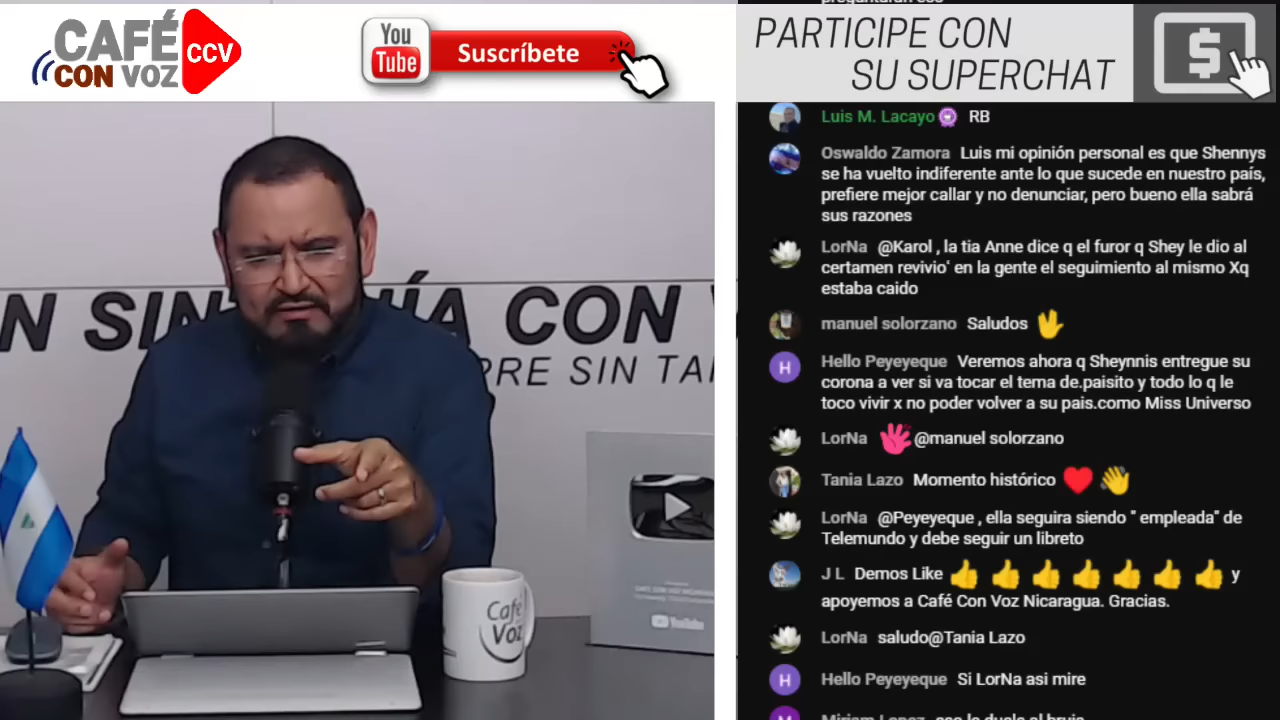 CAFÉ
CON VOZ
CCV
You
Tube
Suscríbete
PARTICIPE CON
SU SUPERCHAT
$
Luis M. Lacayo RB
Oswaldo Zamora Luis mi opinión personal es que Shennys
se ha vuelto indiferente ante lo que sucede en nuestro país,
prefiere mejor callar y no denunciar, pero bueno ella sabrá
sus razones
LorNa @Karol , la tia Anne dice q el furor q Shey le dio al
certamen revivio' en la gente el seguimiento al mismo Xq
estaba caido
manuel solorzano Saludos 🖖
H
Hello Peyeyeque Veremos ahora q Sheynnis entregue su
corona a ver si va tocar el tema de.paisito y todo lo q le
toco vivir x no poder volver a su pais.como Miss Universo
LorNa @manuel solorzano
Tania Lazo Momento histórico ❤️ 👋
LorNa @Peyeyeque , ella seguira siendo " empleada" de
Telemundo y debe seguir un libreto
J L Demos Like 👍 👍 👍 👍 👍 👍 👍 y
apoyemos a Café Con Voz Nicaragua. Gracias.
LorNa saludo@Tania Lazo
H
Hello Peyeyeque Si LorNa asi mire
N SIN
ÍA CON
RRE SIN TA
Café
Voz
YouTube